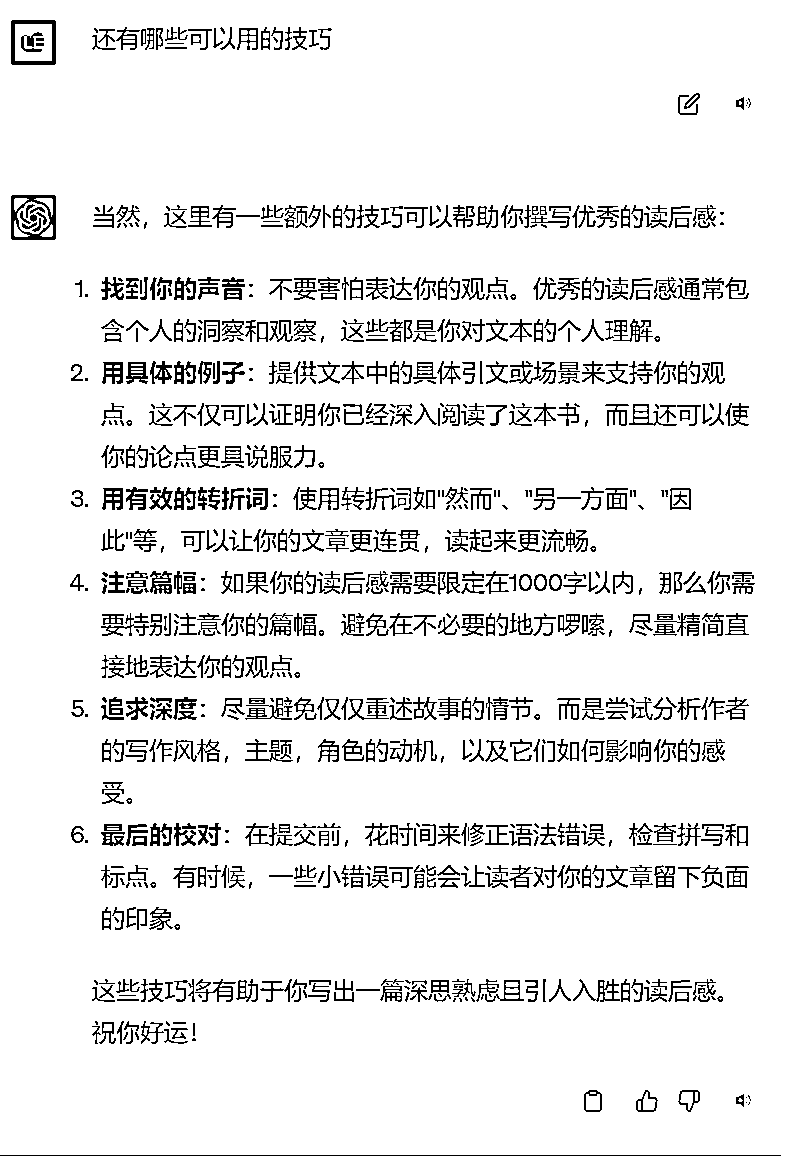 还有哪些可以用的技巧
当然，这里有一些额外的技巧可以帮助你撰写优秀的读后感：
1. 找到你的声音：不要害怕表达你的观点。优秀的读后感通常包
含个人的洞察和观察，这些都是你对文本的个人理解。
2. 用具体的例子：提供文本中的具体引文或场景来支持你的观
点。这不仅可以证明你已经深入阅读了这本书，而且还可以使
你的论点更具说服力。
3. 用有效的转折词：使用转折词如"然而"、"另一方面"、"因
此"等，可以让你的文章更连贯，读起来更流畅。
4. 注意篇幅：如果你的读后感需要限定在1000字以内，那么你需
要特别注意你的篇幅。避免在不必要的地方啰嗦，尽量精简直
接地表达你的观点。
5. 追求深度：尽量避免仅仅重述故事的情节。而是尝试分析作者
的写作风格，主题，角色的动机，以及它们如何影响你的感
受。
6. 最后的校对：在提交前，花时间来修正语法错误，检查拼写和
标点。有时候，一些小错误可能会让读者对你的文章留下负面
的印象。
这些技巧将有助于你写出一篇深思熟虑且引人入胜的读后感。
祝你好运！